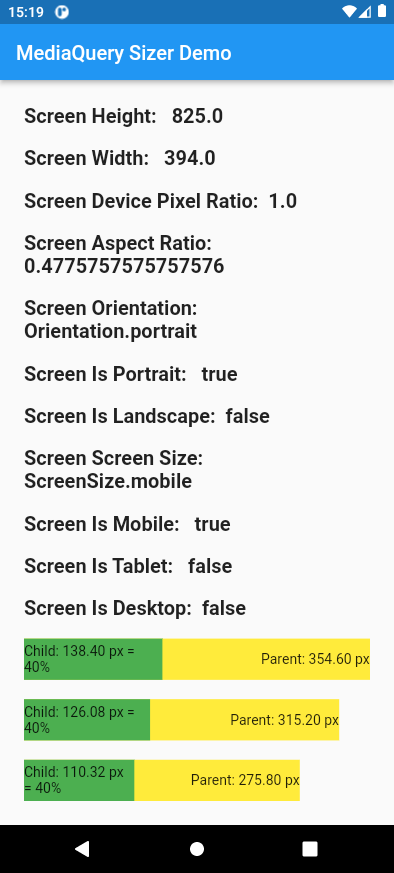 15:19
MediaQuery Sizer Demo
Screen Height: 825.0
Screen Width: 394.0
Screen Device Pixel Ratio: 1.0
Screen Aspect Ratio:
0.4775757575757576
Screen Orientation:
Orientation.portrait
Screen Is Portrait: true
Screen Is Landscape: false
Screen Screen Size:
ScreenSize.mobile
Screen Is Mobile: true
Screen Is Tablet: false
Screen Is Desktop: false
Child: 138.40 px =
40%
Parent: 354.60 px
Child: 126.08 px =
40%
Parent: 315.20 px
Child: 110.32 px
= 40%
Parent: 275.80 px